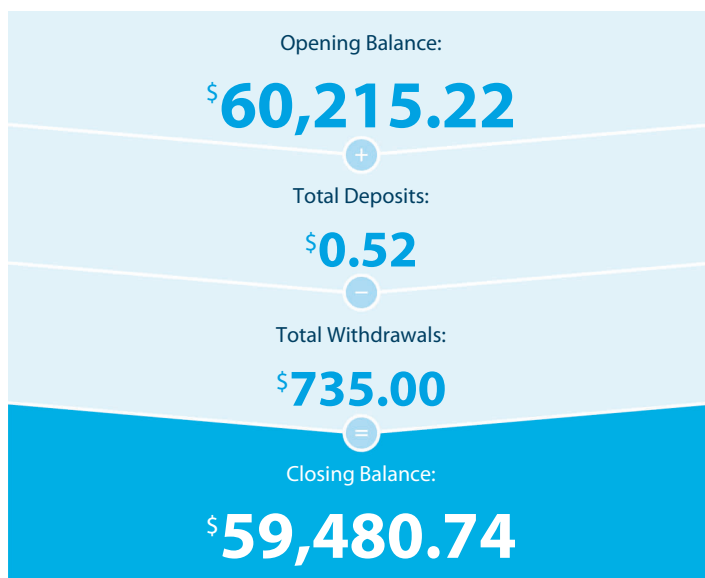 Opening Balance:
$60,215.22
+
Total Deposits:
$0.52
−
Total Withdrawals:
$735.00
=
Closing Balance:
$59,480.74